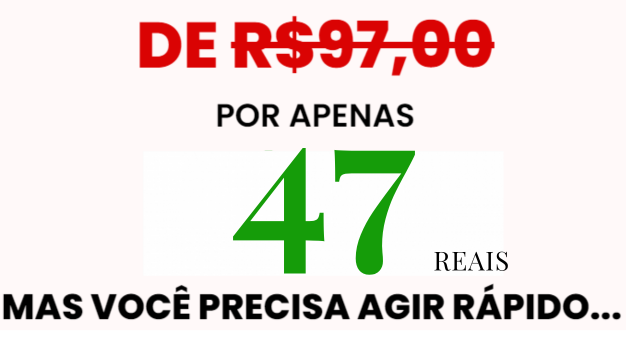 DE R$97,00
POR APENAS
47 REAIS
MAS VOCÊ PRECISA AGIR RÁPIDO...